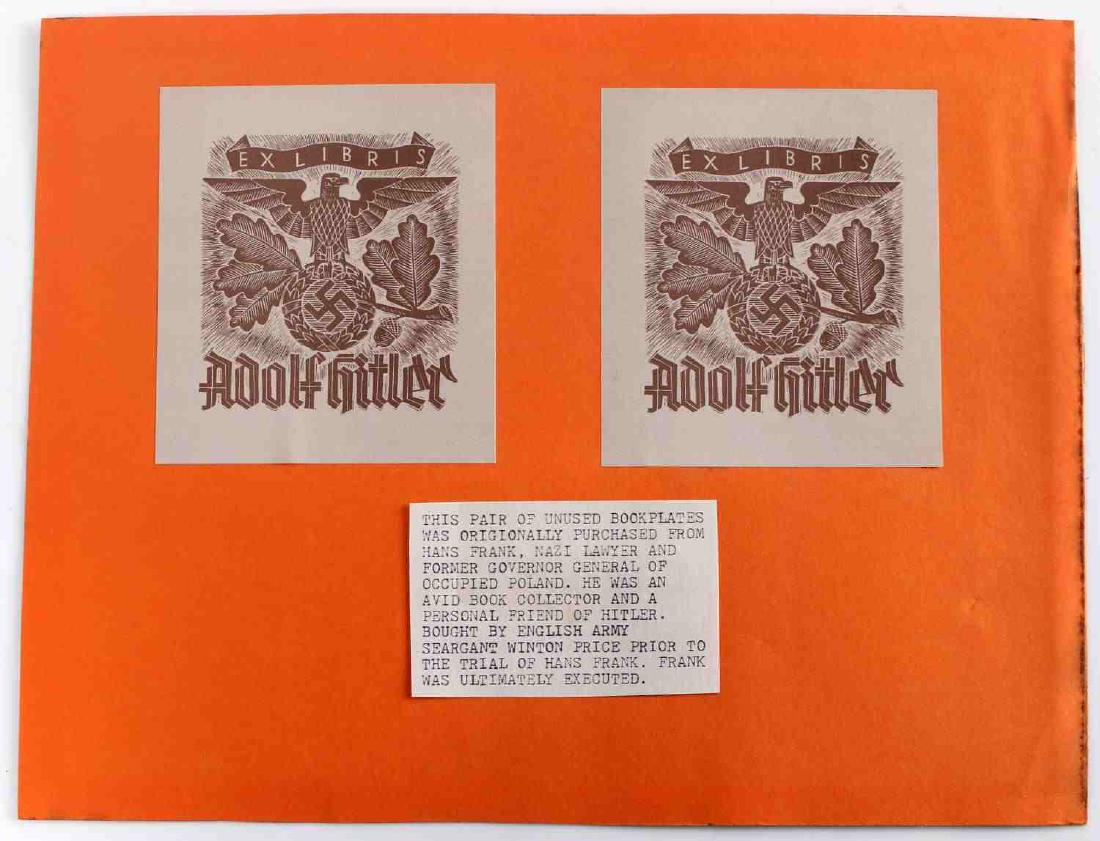 EX LIBRIS
Adolf Hitler
EX LIBRIS
Adolf Hitler
THIS PAIR OF UNUSED BOOKPLATES
WAS ORIGIONALLY PURCHASED FROM
HANS FRANK, NAZI LAWYER AND
FORMER GOVERNOR GENERAL OF
OCCUPIED POLAND. HE WAS AN
AVID BOOK COLLECTOR AND A
PERSONAL FRIEND OF HITLER.
BOUGHT BY ENGLISH ARMY
SEARGANT WINTON PRICE PRIOR TO
THE TRIAL OF HANS FRANK. FRANK
WAS ULTIMATELY EXECUTED.